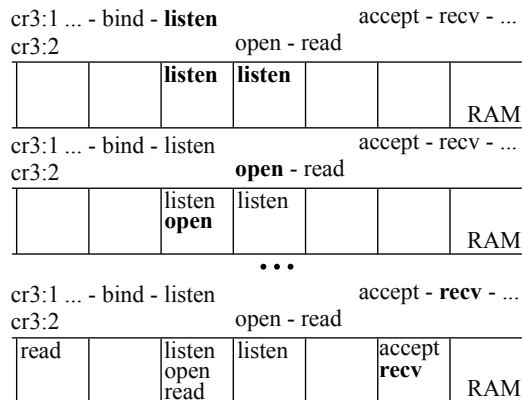 cr3:1 ... - bind - listen accept - recv - ...
cr3:2 open - read
listen listen
RAM
cr3:1 ... - bind - listen accept - recv - ...
cr3:2 open - read
listen listen
open
RAM
...
cr3:1 ... - bind - listen accept - recv - ...
cr3:2 open - read
read listen listen accept
open recv
read RAM